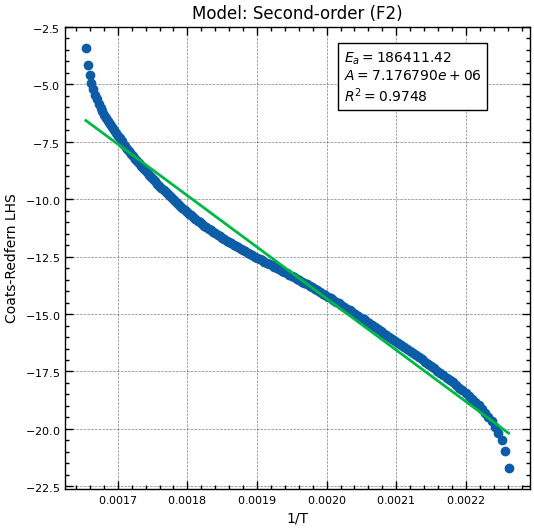 Model: Second-order (F2)
−2.5
−5.0
−7.5
−10.0
−12.5
−15.0
−17.5
−20.0
−22.5
Coats-Redfern LHS
E_a = 186411.42
A = 7.176790e + 06
R² = 0.9748
0.0017 0.0018 0.0019 0.0020 0.0021 0.0022
1/T